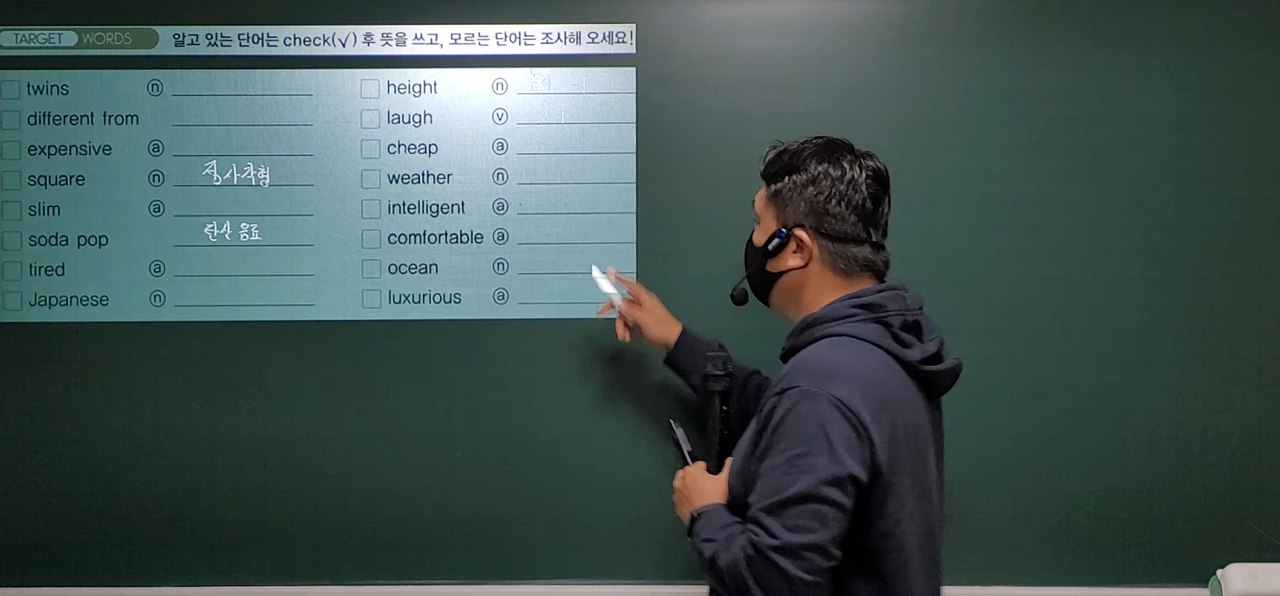 TARGET WORDS 알고 있는 단어는 check(√) 후 뜻을 쓰고, 모르는 단어는 조사해 오세요!
twins ⓝ
different from
expensive ⓐ
square ⓝ 정사각형
slim ⓐ
soda pop 탄산 음료
tired ⓐ
Japanese ⓝ
height ⓝ
laugh ⓥ
cheap ⓐ
weather ⓝ
intelligent ⓐ
comfortable ⓐ
ocean ⓝ
luxurious ⓐ